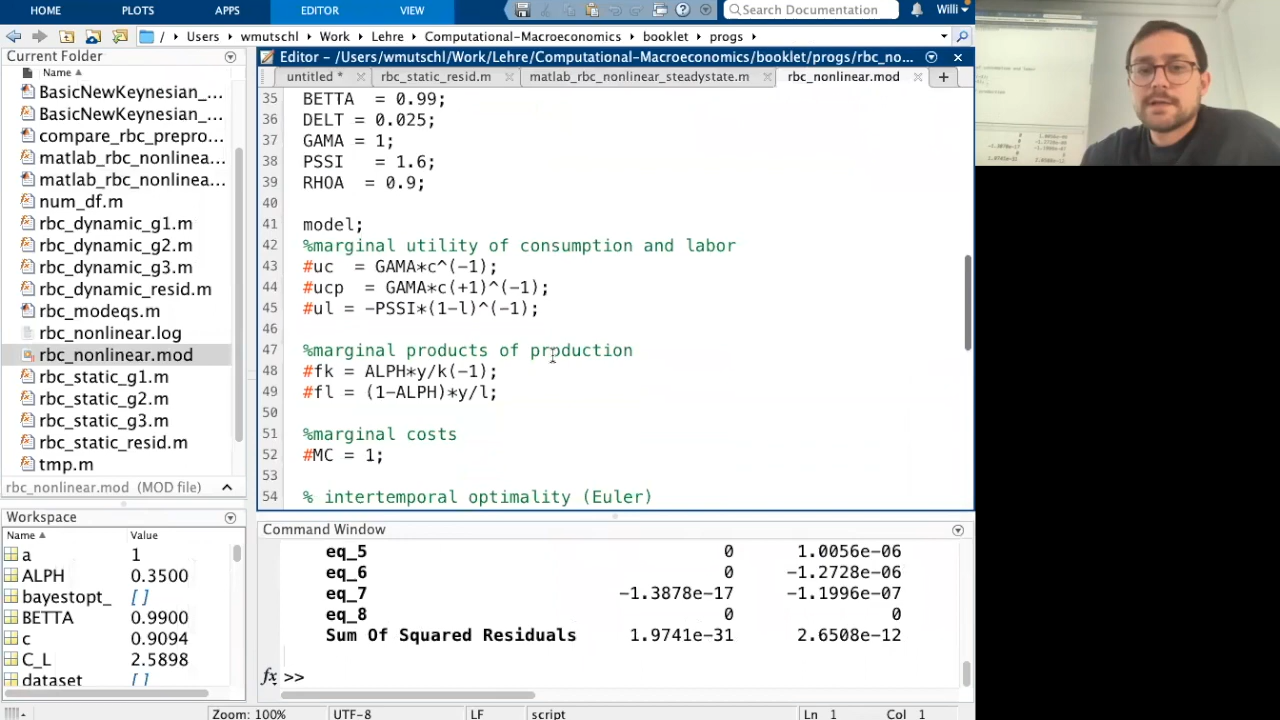 HOME PLOTS APPS EDITOR VIEW Search Documentation Willi
/ Users wmutschl Work Lehre Computational-Macroeconomics booklet progs
Current Folder
Name
BasicNewKeynesian_...
BasicNewKeynesian_...
compare_rbc_prepro...
matlab_rbc_nonlinea...
matlab_rbc_nonlinea...
num_df.m
rbc_dynamic_g1.m
rbc_dynamic_g2.m
rbc_dynamic_g3.m
rbc_dynamic_resid.m
rbc_modeqs.m
rbc_nonlinear.log
rbc_nonlinear.mod
rbc_static_g1.m
rbc_static_g2.m
rbc_static_g3.m
rbc_static_resid.m
tmp.m
rbc_nonlinear.mod (MOD file)
Workspace
Name Value
a 1
ALPH 0.3500
bayestopt_ []
BETTA 0.9900
c 0.9094
C_L 2.5898
dataset []
Editor - /Users/wmutschl/Work/Lehre/Computational-Macroeconomics/booklet/progs/rbc_no...
untitled * rbc_static_resid.m matlab_rbc_nonlinear_steadystate.m rbc_nonlinear.mod +
35 BETTA = 0.99;
36 DELT = 0.025;
37 GAMA = 1;
38 PSSI = 1.6;
39 RHOA = 0.9;
40
41 model;
42 %marginal utility of consumption and labor
43 #uc = GAMA*c^(-1);
44 #ucp = GAMA*c(+1)^(-1);
45 #ul = -PSSI*(1-l)^(-1);
46
47 %marginal products of production
48 #fk = ALPH*y/k(-1);
49 #fl = (1-ALPH)*y/l;
50
51 %marginal costs
52 #MC = 1;
53
54 % intertemporal optimality (Euler)
Command Window
eq_5 0 1.0056e-06
eq_6 0 -1.2728e-06
eq_7 -1.3878e-17 -1.1996e-07
eq_8 0 0
Sum Of Squared Residuals 1.9741e-31 2.6508e-12
fx >>
Zoom: 100% UTF-8 LF script Ln 1 Col 1